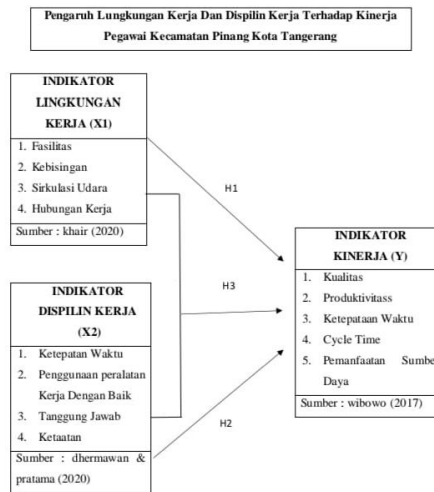 Pengaruh Lungkungan Kerja Dan Dispilin Kerja Terhadap Kinerja
Pegawai Kecamatan Pinang Kota Tangerang
INDIKATOR
LINGKUNGAN
KERJA (X1)
1. Fasilitas
2. Kebisingan
3. Sirkulasi Udara
4. Hubungan Kerja
Sumber : khair (2020)
H1
INDIKATOR
DISPILIN KERJA
(X2)
1. Ketepatan Waktu
2. Penggunaan peralatan
Kerja Dengan Baik
3. Tanggung Jawab
4. Ketaatan
Sumber : dhermawan &
pratama (2020)
H3
H2
INDIKATOR
KINERJA (Y)
1. Kualitas
2. Produktivitass
3. Ketepataan Waktu
4. Cycle Time
5. Pemanfaatan Sumbe
Daya
Sumber : wibowo (2017)